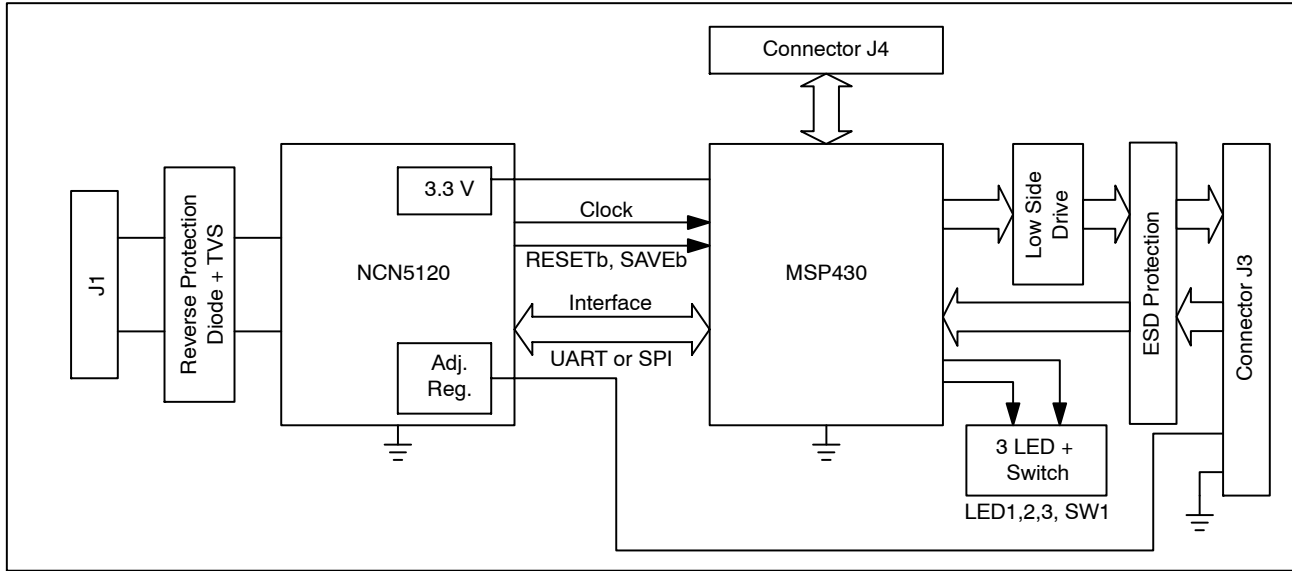 Connector J4
J1
Reverse Protection
Diode + TVS
NCN5120
3.3 V
Clock
RESETb, SAVEb
Interface
UART or SPI
Adj.
Reg.
MSP430
Low Side
Drive
ESD Protection
Connector J3
3 LED +
Switch
LED1,2,3, SW1